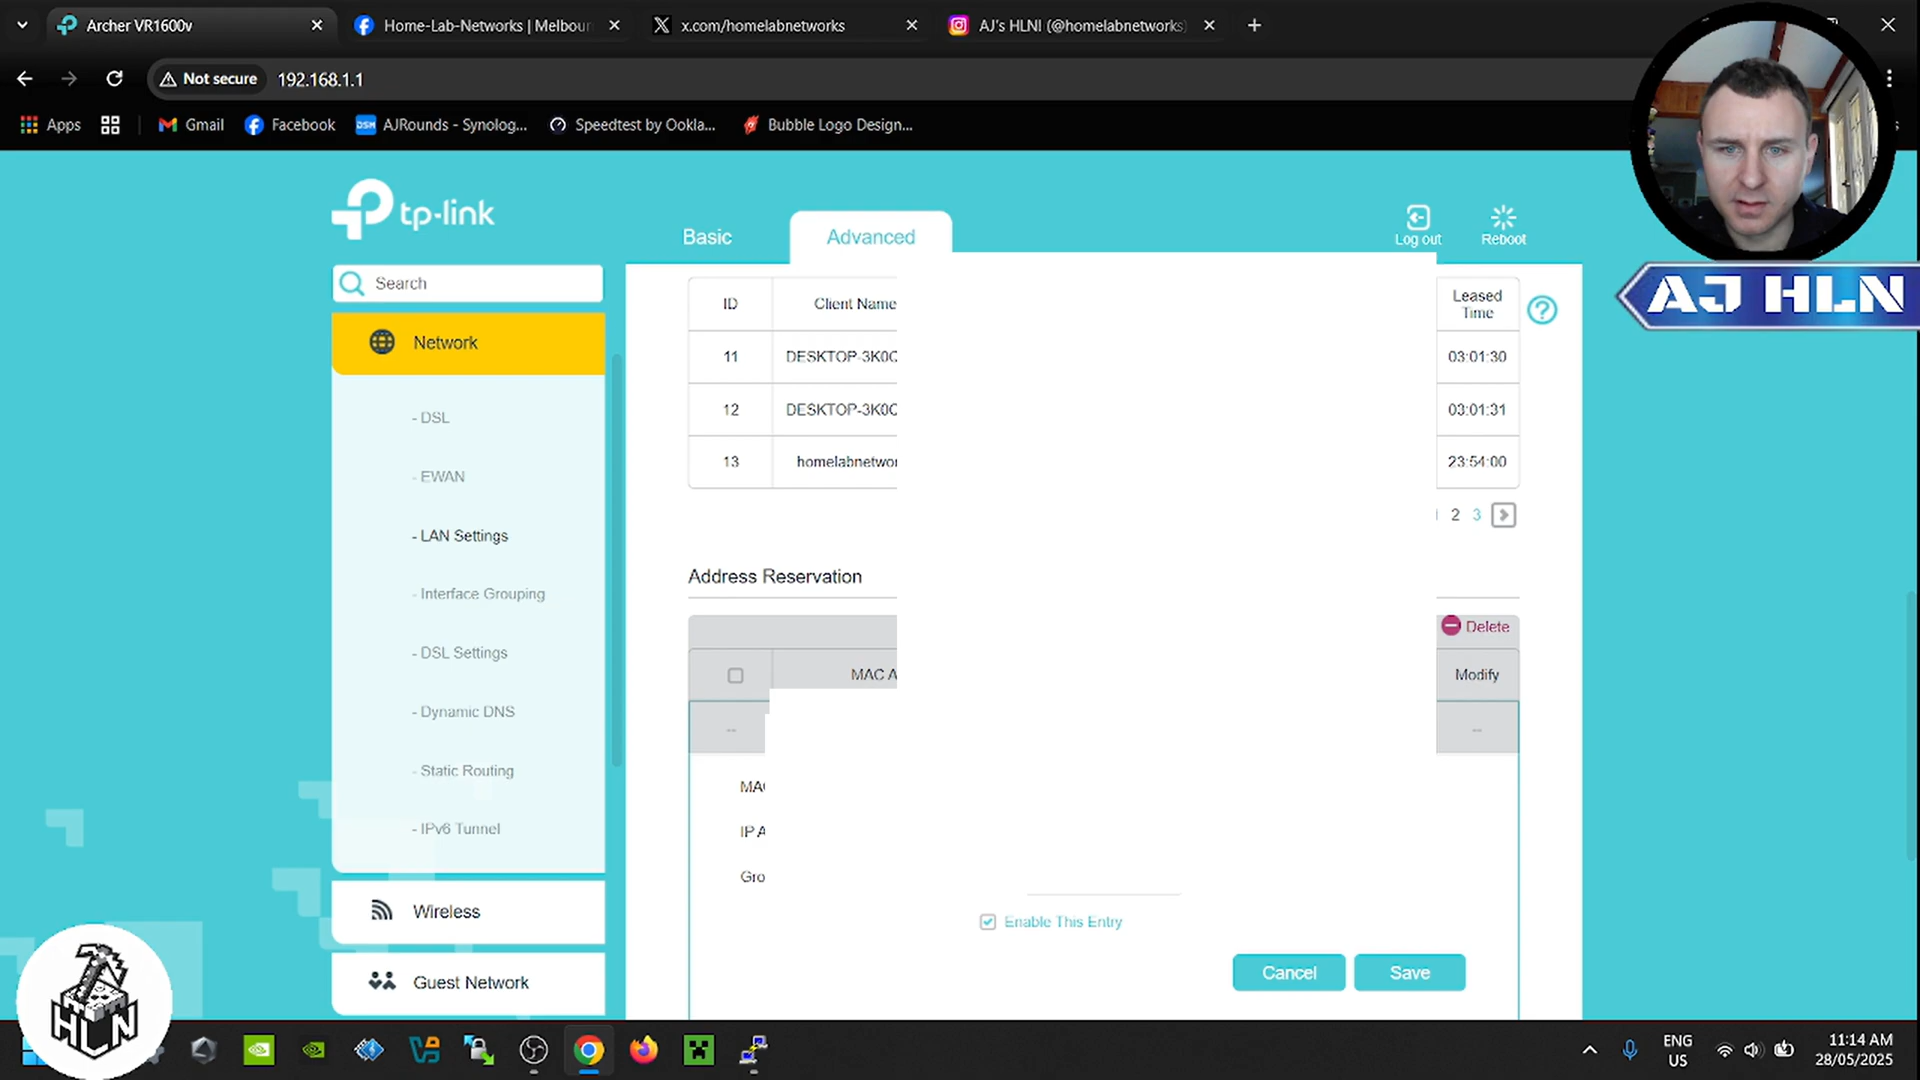 Archer VR1600v
Home-Lab-Networks | Melbour
x.com/homelabnetworks
AJ's HLN! (@homelabnetworks)
Not secure
192.168.1.1
Apps
Gmail
Facebook
AJRounds - Synolog...
Speedtest by Ookla...
Bubble Logo Design...
tp-link
Basic
Advanced
Log out
Reboot
AJ HLN
Search
Network
- DSL
- EWAN
- LAN Settings
- Interface Grouping
- DSL Settings
- Dynamic DNS
- Static Routing
- IPv6 Tunnel
Wireless
Guest Network
ID
Client Name
Leased
Time
11
DESKTOP-3K0C
03:01:30
12
DESKTOP-3K0C
03:01:31
13
homelabnetwor
23:54:00
2 3
Address Reservation
Delete
MAC A
Modify
--
--
MAC
IP A
Gro
Enable This Entry
Cancel
Save
HLN
ENG
US
11:14 AM
28/05/2025